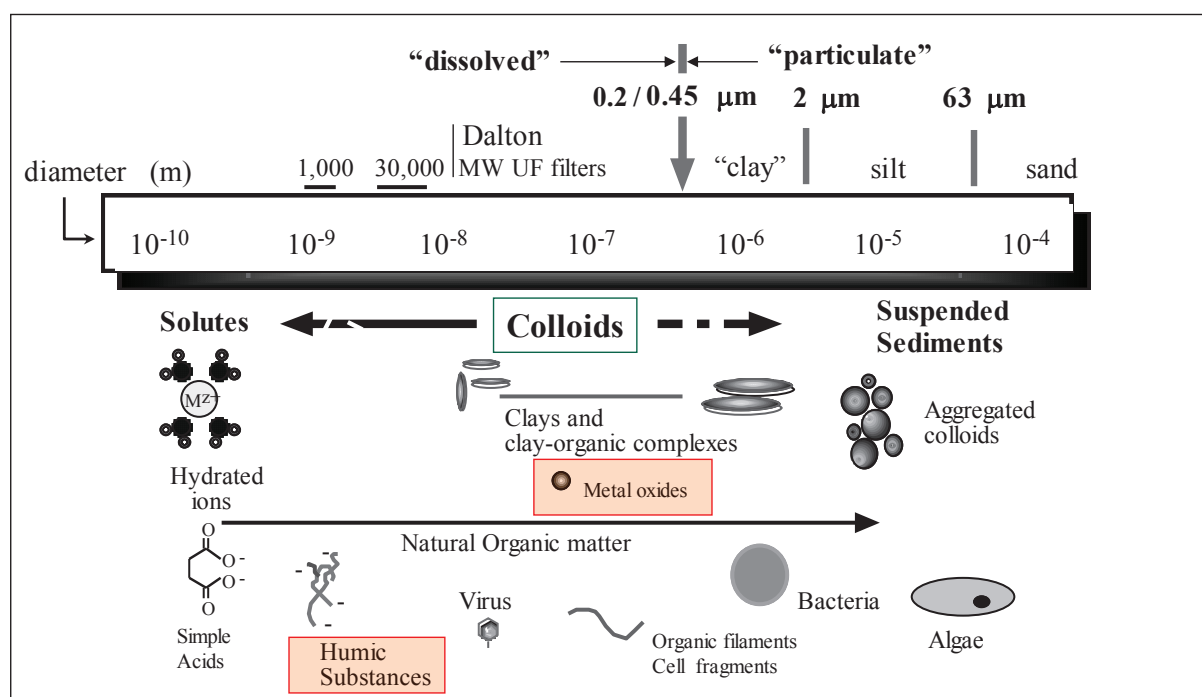 “dissolved” “particulate”
0.2 / 0.45 μm 2 μm 63 μm
Dalton
diameter (m) 1,000 30,000 MW UF filters “clay” silt sand
10-10 10-9 10-8 10-7 10-6 10-5 10-4
Solutes Colloids Suspended
Sediments
Mz+
Clays and
clay-organic complexes
Aggregated
colloids
Hydrated
ions
Metal oxides
Natural Organic matter
O O- O- O
- - - -
Simple
Acids
Humic
Substances
Virus
Organic filaments
Cell fragments
Bacteria
Algae